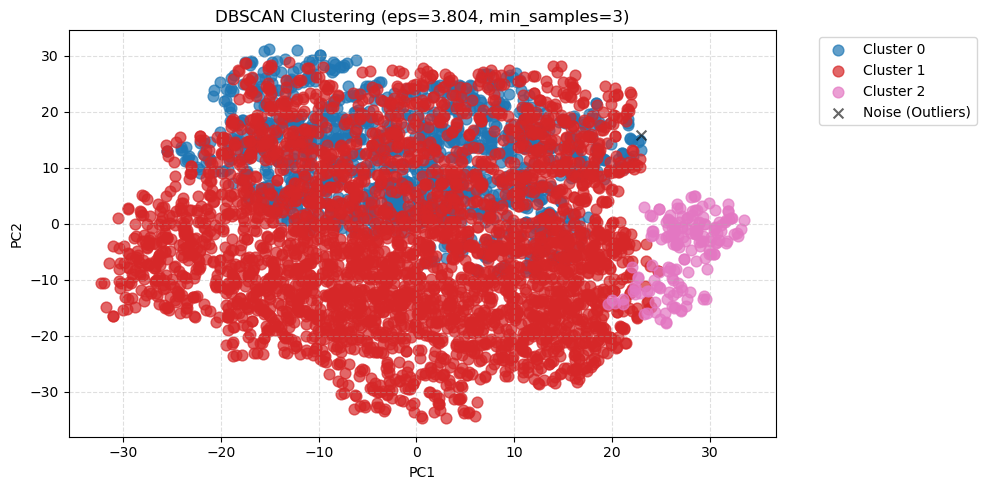 DBSCAN Clustering (eps=3.804, min_samples=3)
Cluster 0
Cluster 1
Cluster 2
Noise (Outliers)
PC2
30
20
10
0
−10
−20
−30
−30 −20 −10 0 10 20 30
PC1